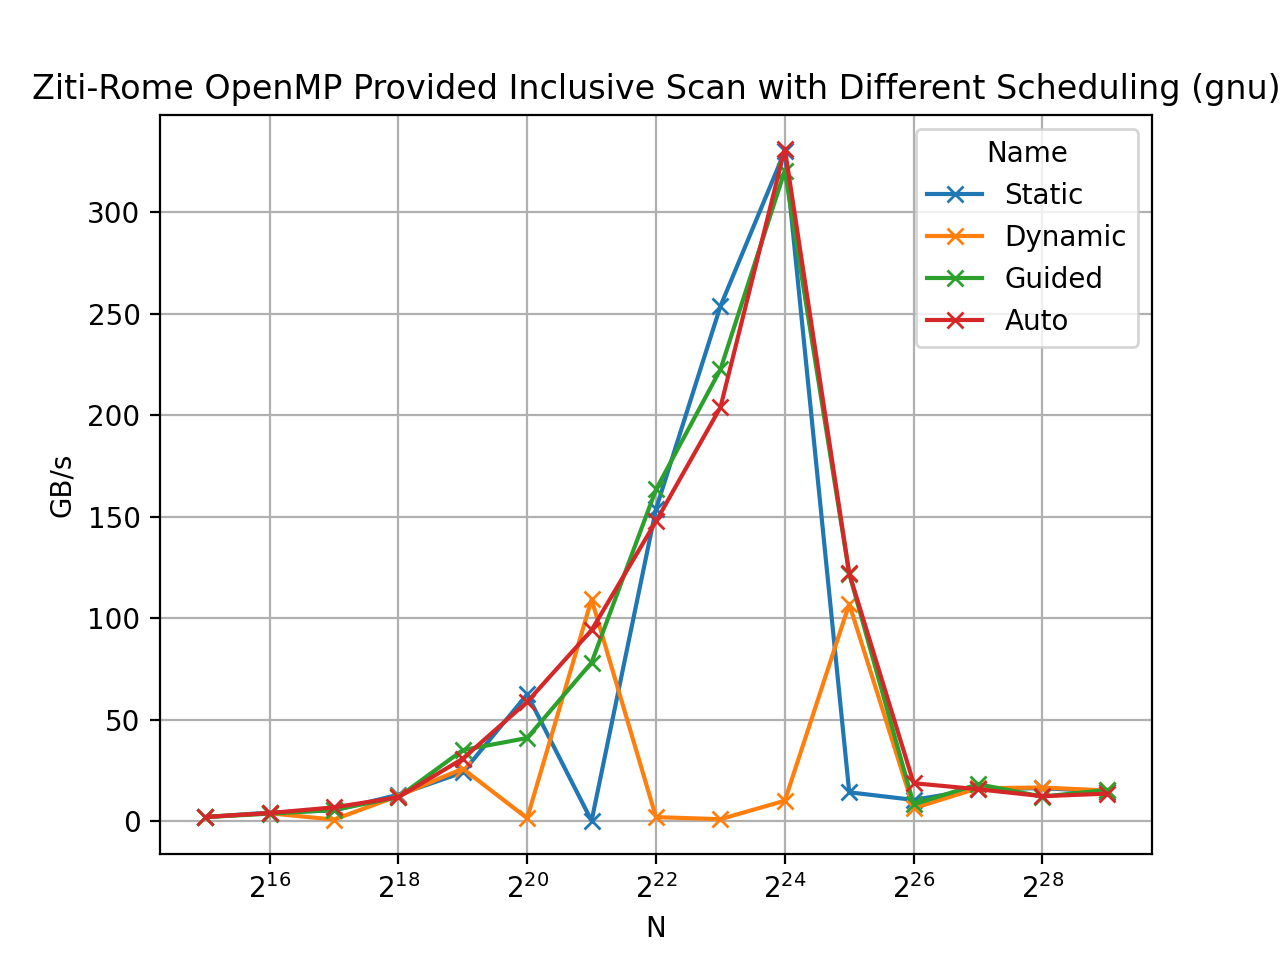 Ziti-Rome OpenMP Provided Inclusive Scan with Different Scheduling (gnu)
Name
Static
Dynamic
Guided
Auto
300
250
200
150
100
50
0
GB/s
2^16 2^18 2^20 2^22 2^24 2^26 2^28
N